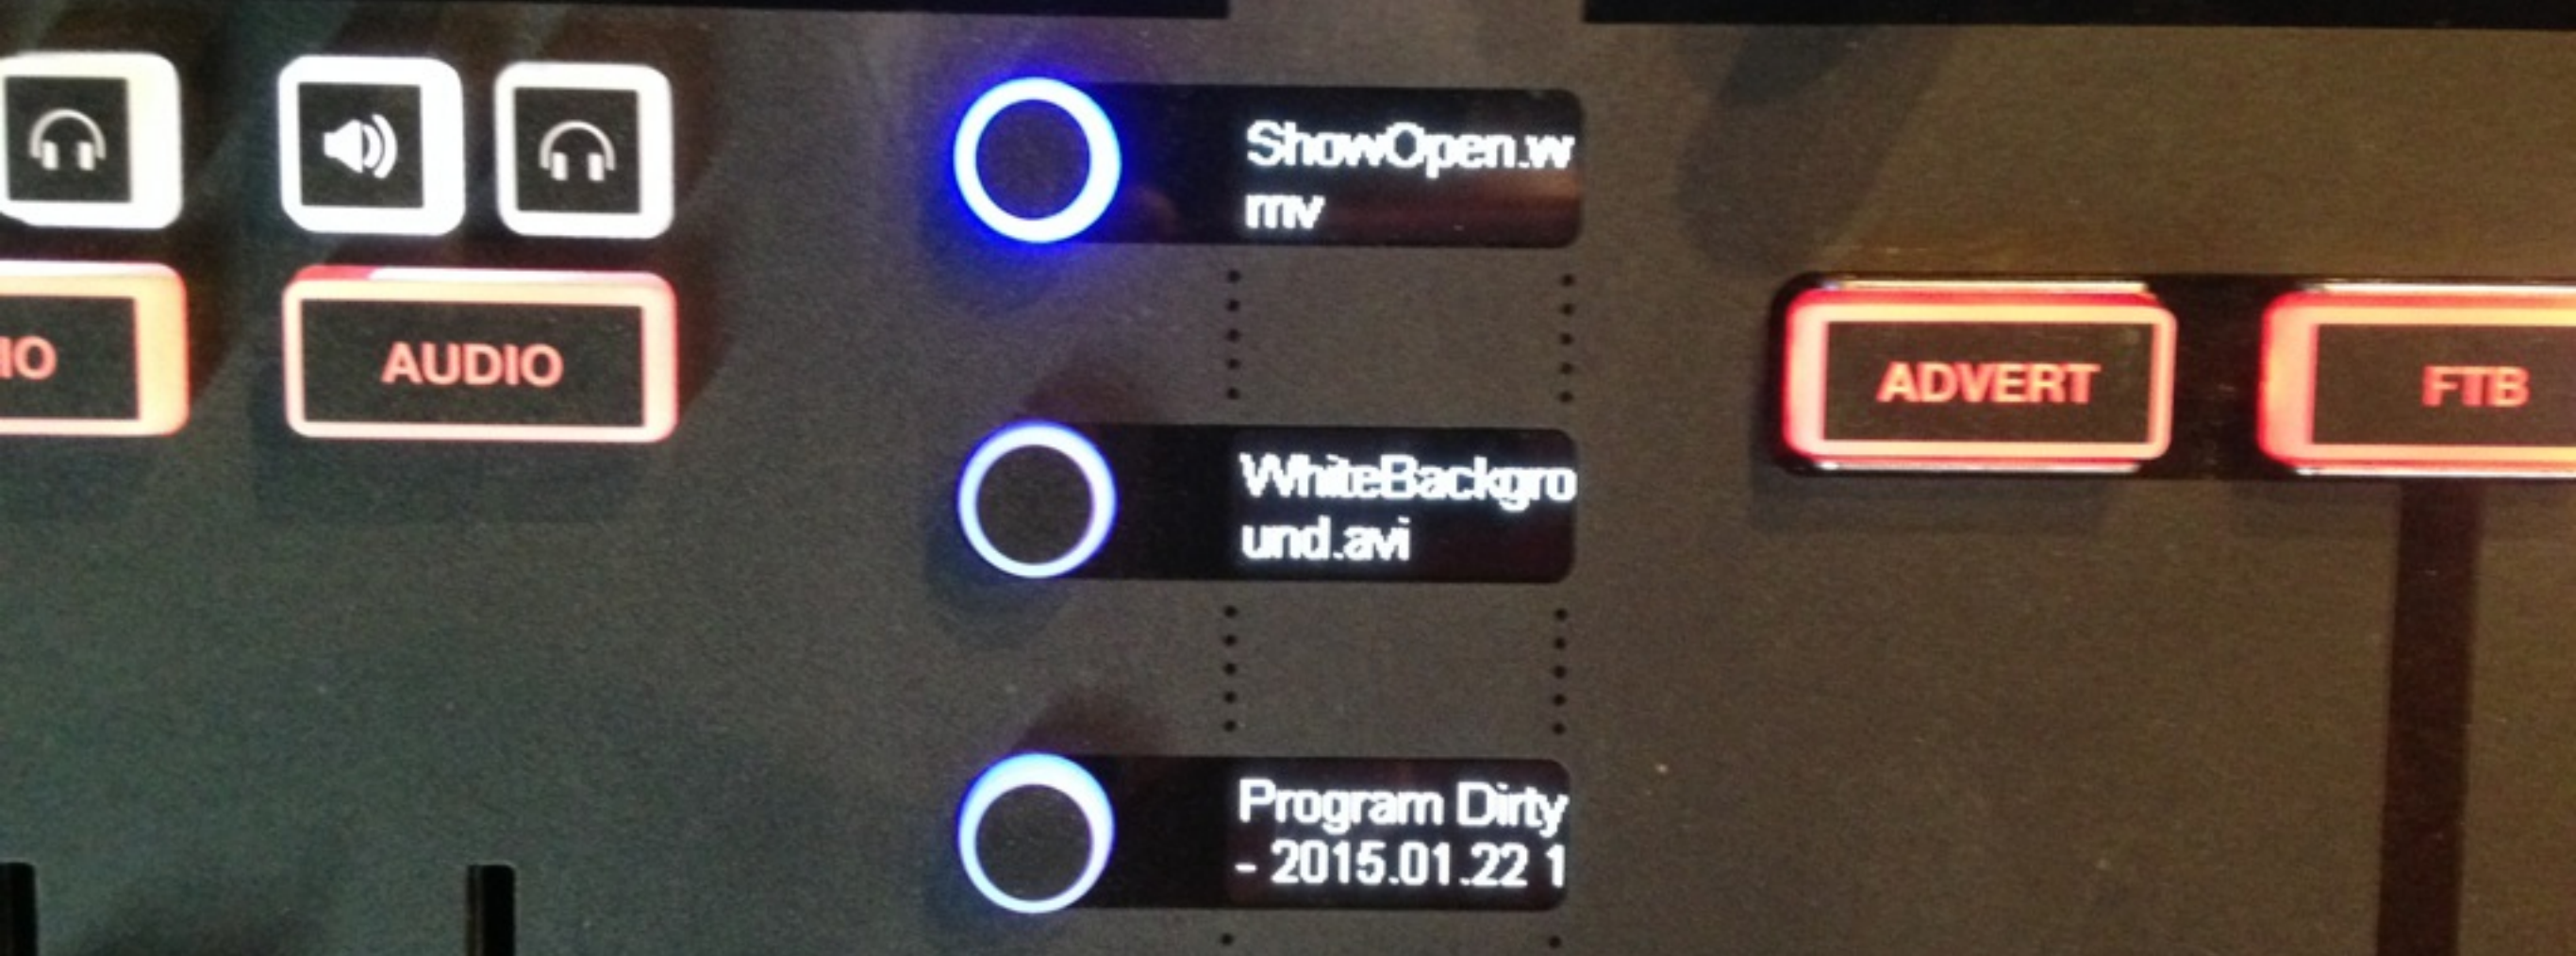 ShowOpen.w
mv
IO
AUDIO
ADVERT
FTB
WhiteBackgro
und.avi
Program Dirty
- 2015.01.22 1